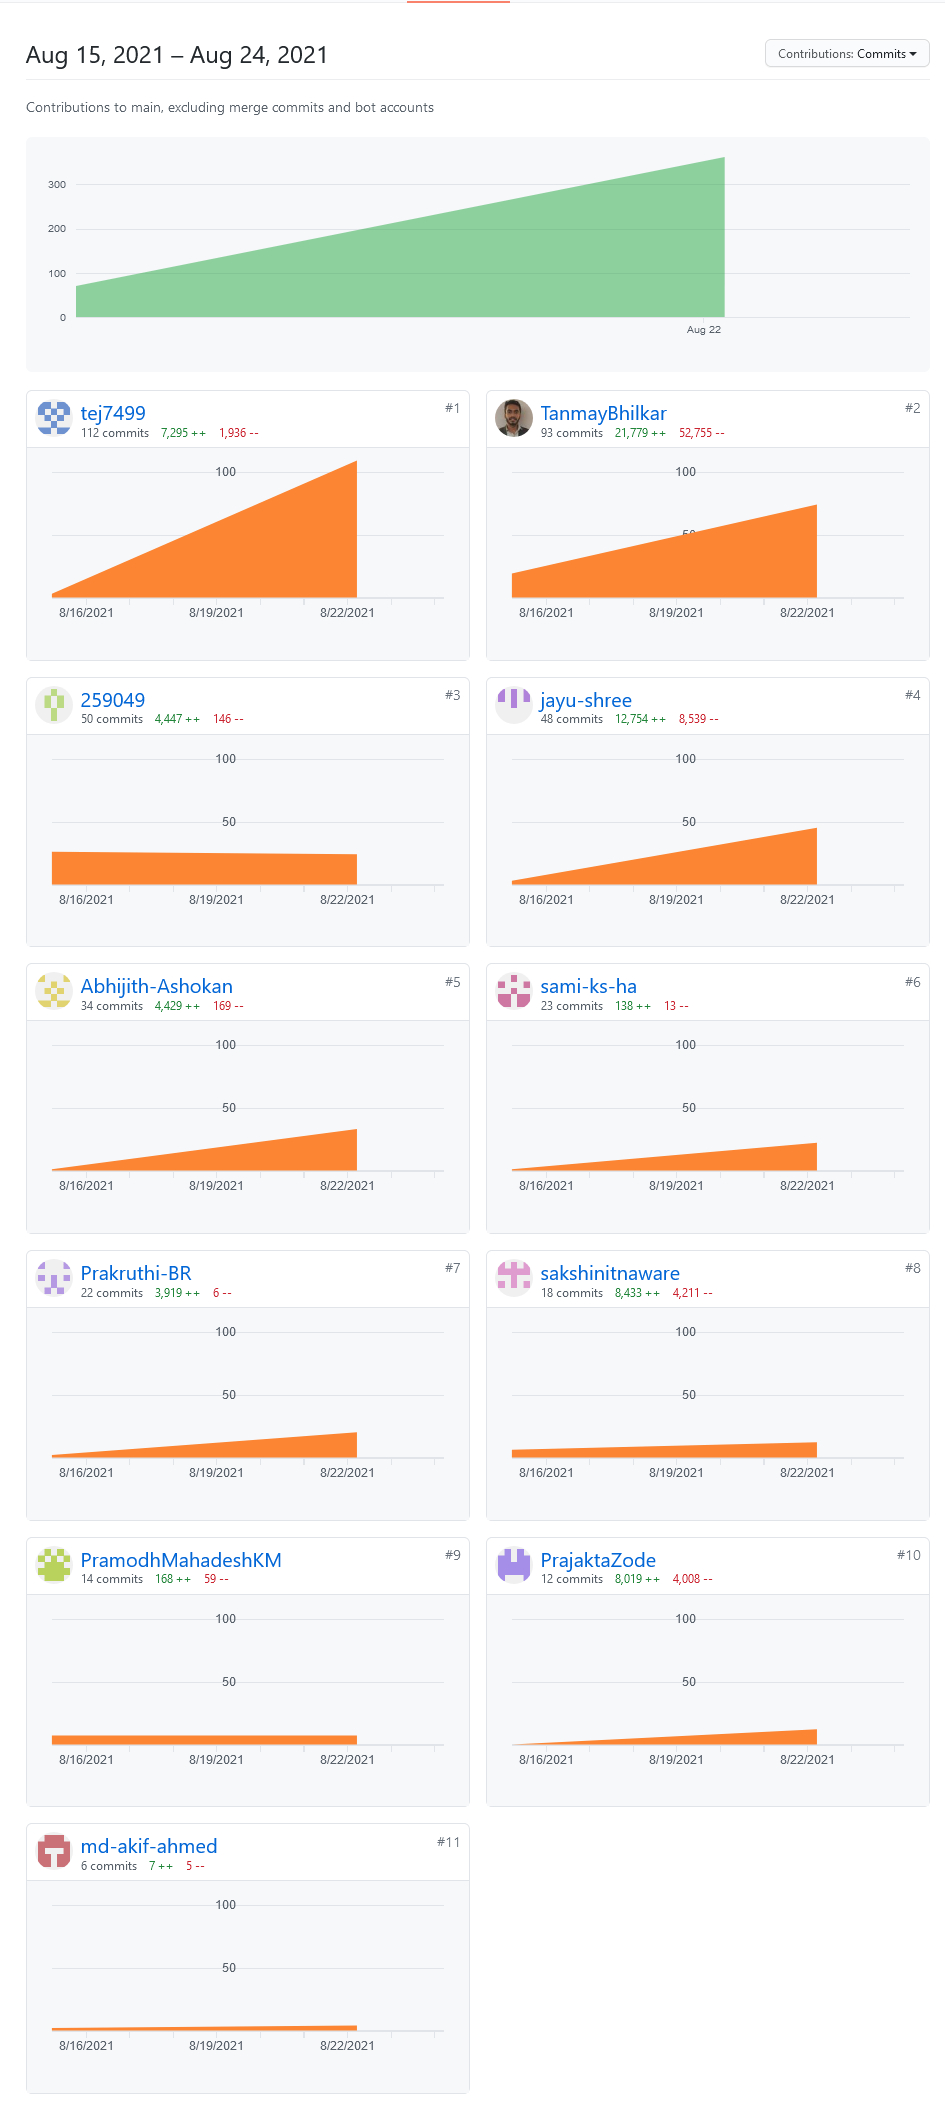 Aug 15, 2021 – Aug 24, 2021
Contributions: Commits
Contributions to main, excluding merge commits and bot accounts
300
200
100
0
Aug 22
tej7499
#1
112 commits 7,295 ++ 1,936 --
100
8/16/2021 8/19/2021 8/22/2021
TanmayBhilkar
#2
93 commits 21,779 ++ 52,755 --
100
50
8/16/2021 8/19/2021 8/22/2021
259049
#3
50 commits 4,447 ++ 146 --
100
50
8/16/2021 8/19/2021 8/22/2021
jayu-shree
#4
48 commits 12,754 ++ 8,539 --
100
50
8/16/2021 8/19/2021 8/22/2021
Abhijith-Ashokan
#5
34 commits 4,429 ++ 169 --
100
50
8/16/2021 8/19/2021 8/22/2021
sami-ks-ha
#6
23 commits 138 ++ 13 --
100
50
8/16/2021 8/19/2021 8/22/2021
Prakruthi-BR
#7
22 commits 3,919 ++ 6 --
100
50
8/16/2021 8/19/2021 8/22/2021
sakshinitnaware
#8
18 commits 8,433 ++ 4,211 --
100
50
8/16/2021 8/19/2021 8/22/2021
PramodhMahadeshKM
#9
14 commits 168 ++ 59 --
100
50
8/16/2021 8/19/2021 8/22/2021
PrajaktaZode
#10
12 commits 8,019 ++ 4,008 --
100
50
8/16/2021 8/19/2021 8/22/2021
md-akif-ahmed
#11
6 commits 7 ++ 5 --
100
50
8/16/2021 8/19/2021 8/22/2021